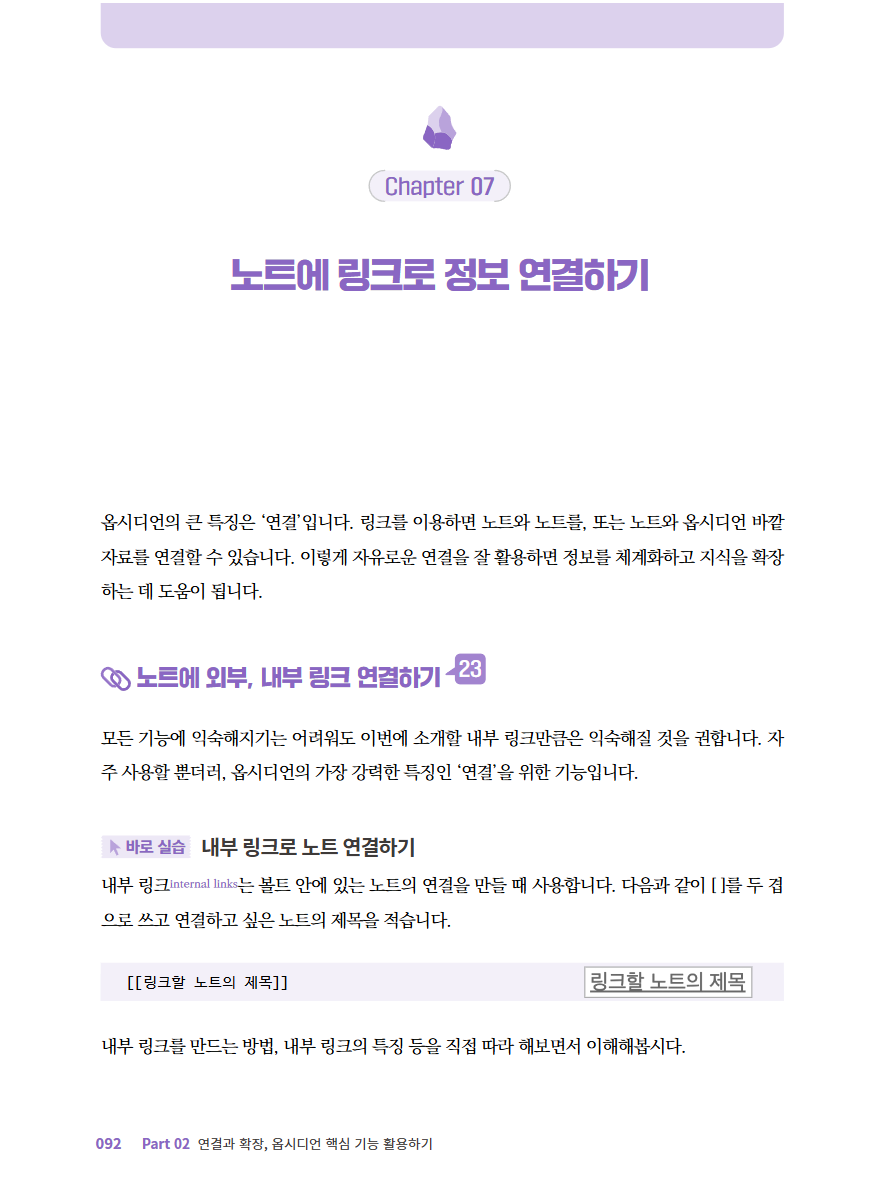 Chapter 07
노트에 링크로 정보 연결하기
옵시디언의 큰 특징은 ‘연결’입니다. 링크를 이용하면 노트와 노트를, 또는 노트와 옵시디언 바깥
자료를 연결할 수 있습니다. 이렇게 자유로운 연결을 잘 활용하면 정보를 체계화하고 지식을 확장
하는 데 도움이 됩니다.
노트에 외부, 내부 링크 연결하기 23
모든 기능에 익숙해지기는 어려워도 이번에 소개할 내부 링크만큼은 익숙해질 것을 권합니다. 자
주 사용할 뿐더러, 옵시디언의 가장 강력한 특징인 ‘연결’을 위한 기능입니다.
바로 실습 내부 링크로 노트 연결하기
내부 링크internal links는 볼트 안에 있는 노트의 연결을 만들 때 사용합니다. 다음과 같이 [ ]를 두 겹
으로 쓰고 연결하고 싶은 노트의 제목을 적습니다.
[[링크할 노트의 제목]] 링크할 노트의 제목
내부 링크를 만드는 방법, 내부 링크의 특징 등을 직접 따라 해보면서 이해해봅시다.
092 Part 02 연결과 확장, 옵시디언 핵심 기능 활용하기